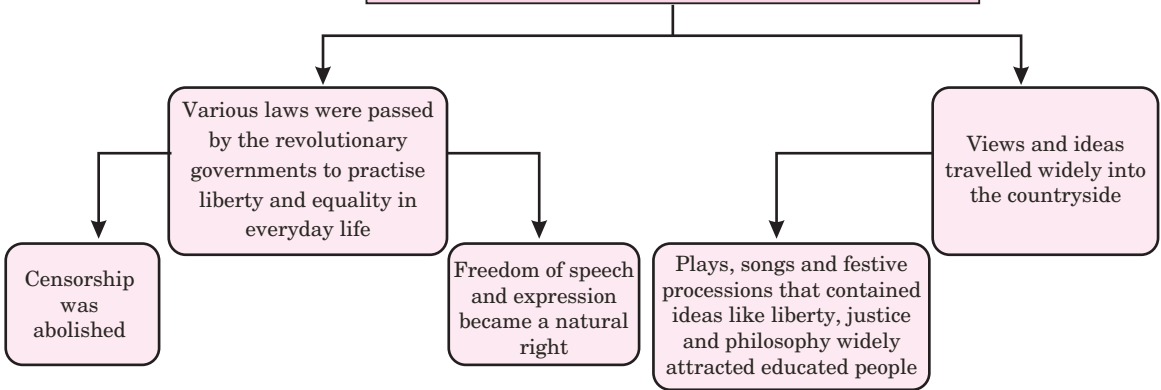 Various laws were passed
by the revolutionary
governments to practise
liberty and equality in
everyday life
Views and ideas
travelled widely into
the countryside
Censorship
was
abolished
Freedom of speech
and expression
became a natural
right
Plays, songs and festive
processions that contained
ideas like liberty, justice
and philosophy widely
attracted educated people